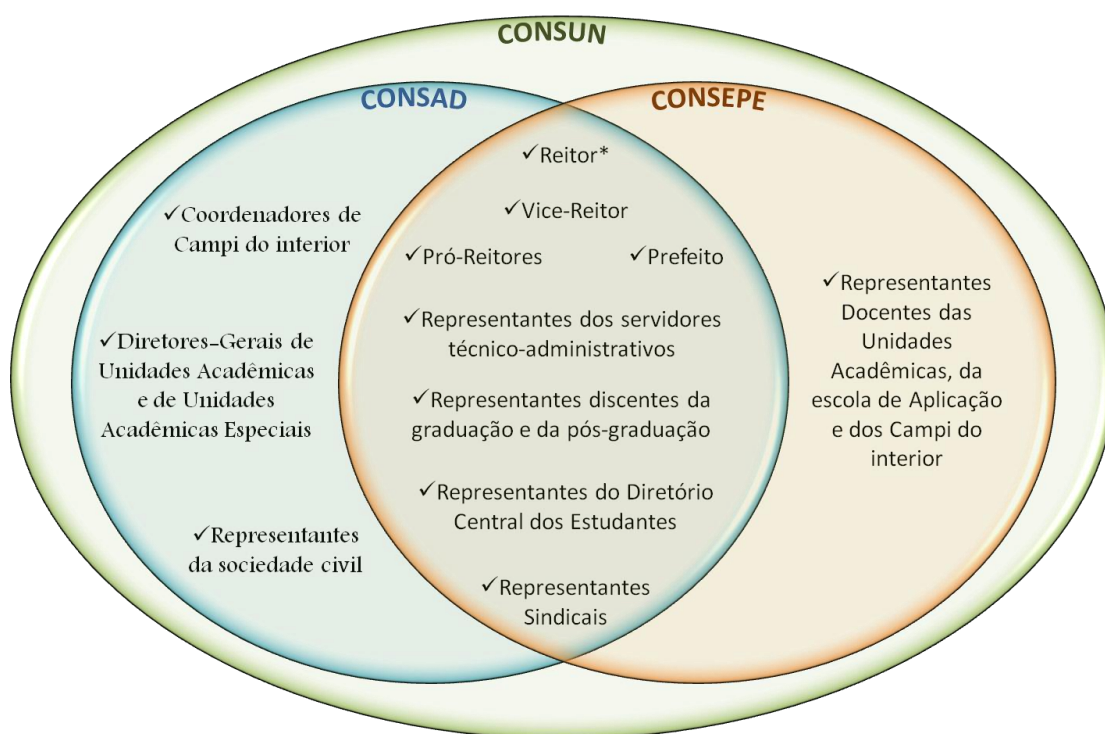 CONSUN
CONSAD
CONSEPE
✓Coordenadores de
Campi do interior
✓Diretores-Gerais de
Unidades Acadêmicas
e de Unidades
Acadêmicas Especiais
✓Representantes
da sociedade civil
✓Reitor*
✓Vice-Reitor
✓Pró-Reitores
✓Prefeito
✓Representantes dos servidores
técnico-administrativos
✓Representantes discentes da
graduação e da pós-graduação
✓Representantes do Diretório
Central dos Estudantes
✓Representantes
Sindicais
✓Representantes
Docentes das
Unidades
Acadêmicas, da
escola de Aplicação
e dos Campi do
interior